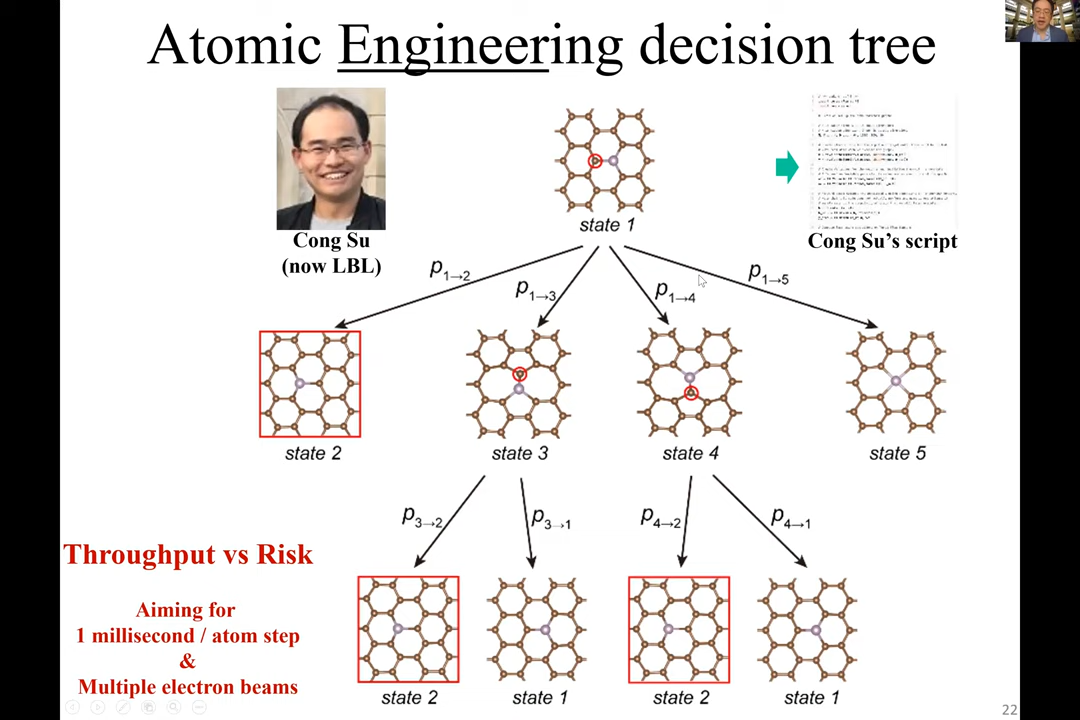 Atomic Engineering decision tree
Cong Su
(now LBL)
state 1
Cong Su's script
p1→2
p1→3
p1→4
p1→5
state 2
state 3
state 4
state 5
p3→2
p3→1
p4→2
p4→1
Throughput vs Risk
Aiming for
1 millisecond / atom step
&
Multiple electron beams
state 2
state 1
state 2
state 1
22